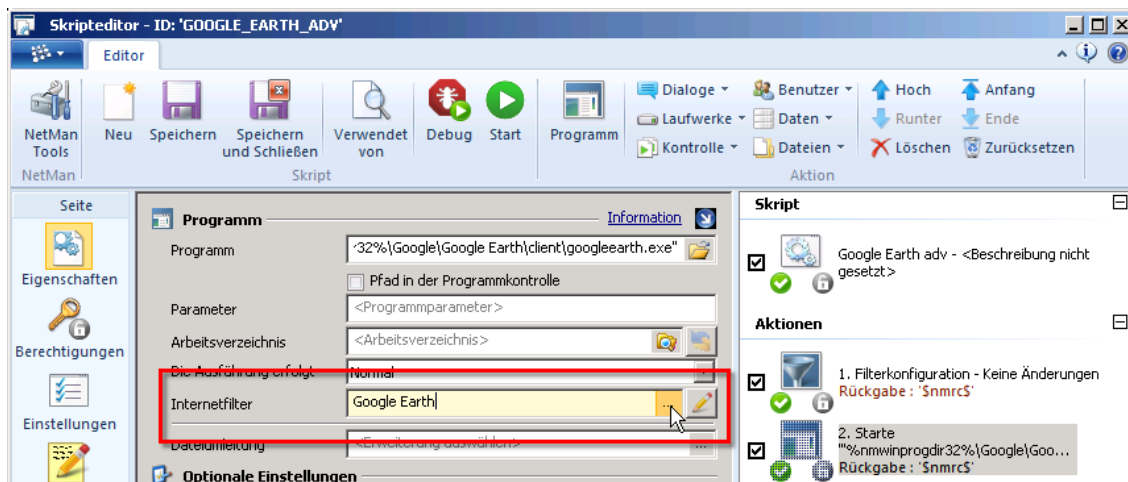 Skripteditor - ID: 'GOOGLE_EARTH_ADV'
Editor
NetMan Tools
Neu
Speichern
Speichern und Schließen
Verwendet von
Debug
Start
Programm
Dialoge
Laufwerke
Kontrolle
Benutzer
Daten
Dateien
Hoch
Runter
Löschen
Anfang
Ende
Zurücksetzen
NetMan
Skript
Aktion
Seite
Eigenschaften
Berechtigungen
Einstellungen
Programm
Information
Programm
32%\Google\Google Earth\client\googleearth.exe"
Pfad in der Programmkontrolle
Parameter
<Programmparameter>
Arbeitsverzeichnis
<Arbeitsverzeichnis>
Die Ausführung erfolgt
Normal
Internetfilter
Google Earth
...
Dateiumleitung
<Erweiterung auswählen>
...
Optionale Einstellungen
Skript
Google Earth adv - <Beschreibung nicht
gesetzt>
Aktionen
1. Filterkonfiguration - Keine Änderungen
Rückgabe : '$nmrc$'
2. Starte
'"%nmwinprogdir32%\Google\Goo...
Rückgabe : '$nmrc$'